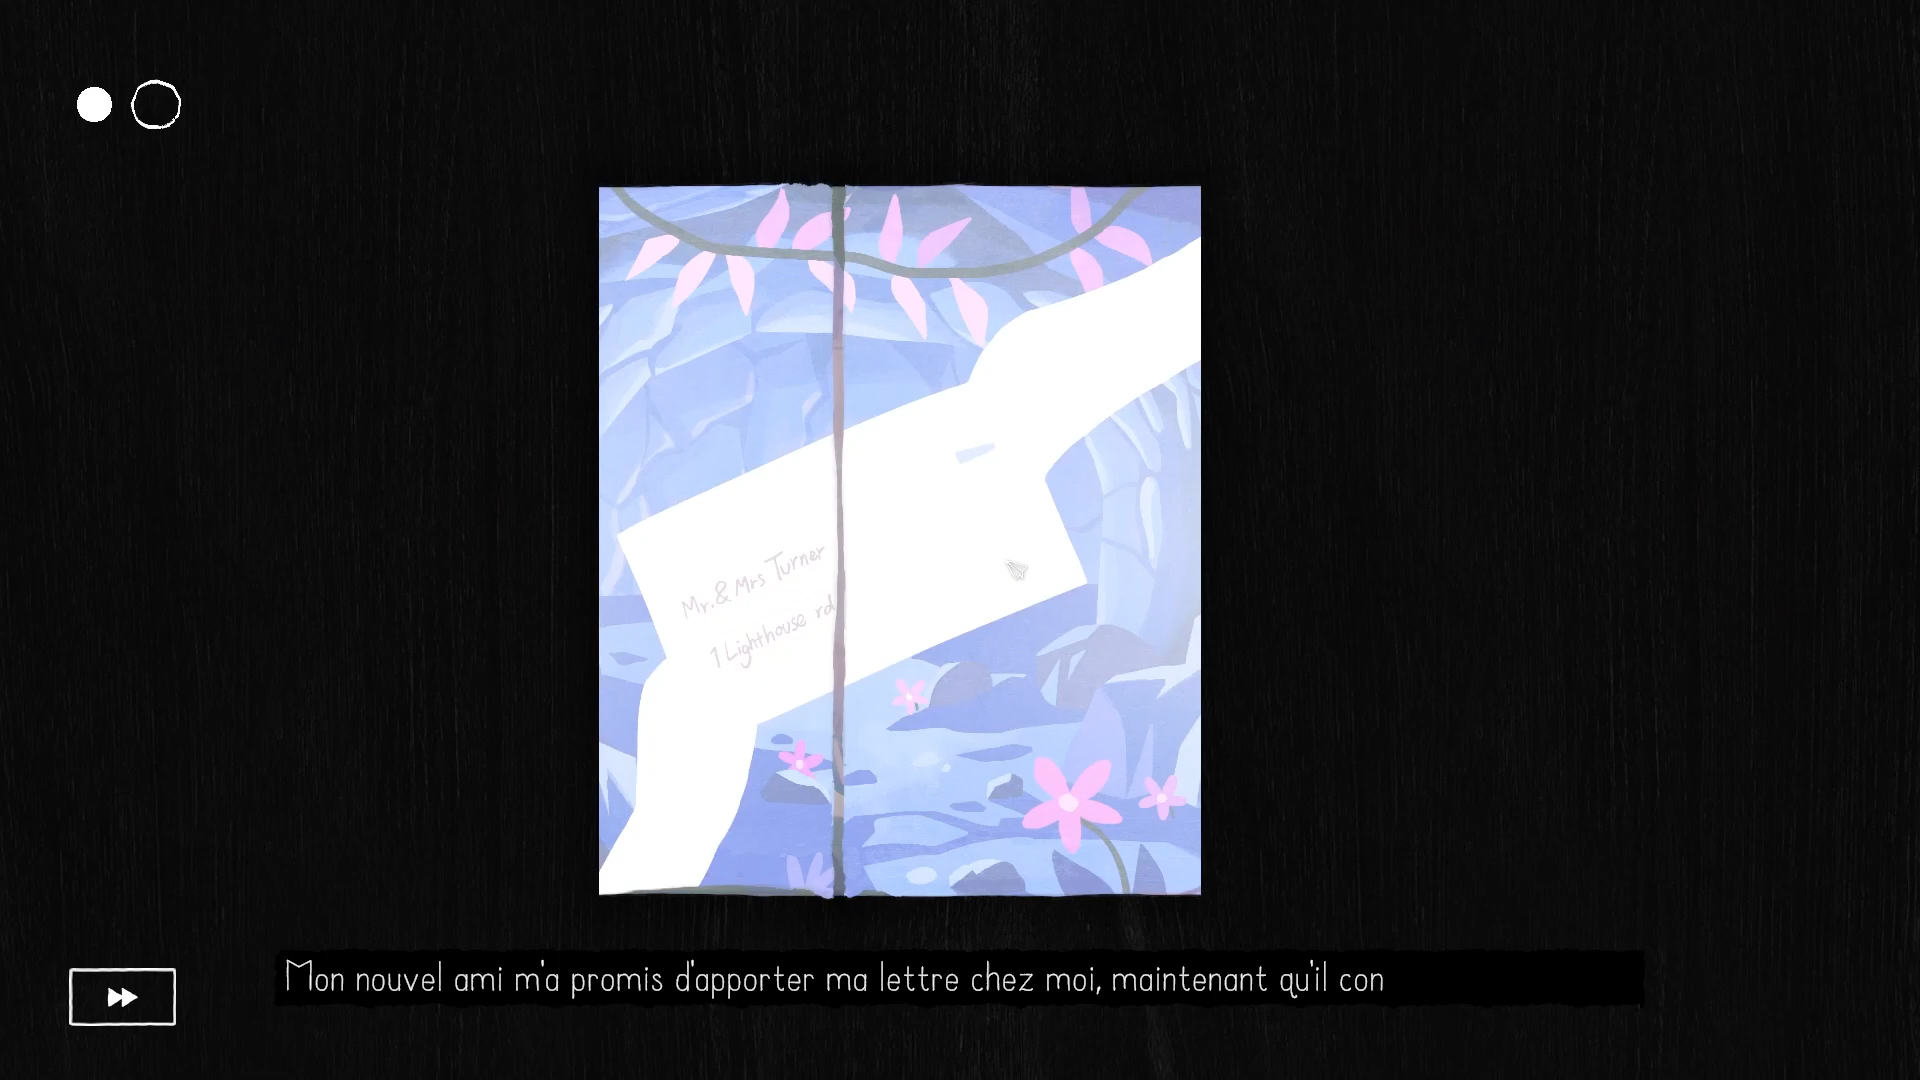 Mr. & Mrs Turner
1 Lighthouse rd
Mon nouvel ami m'a promis d'apporter ma lettre chez moi, maintenant qu'il con